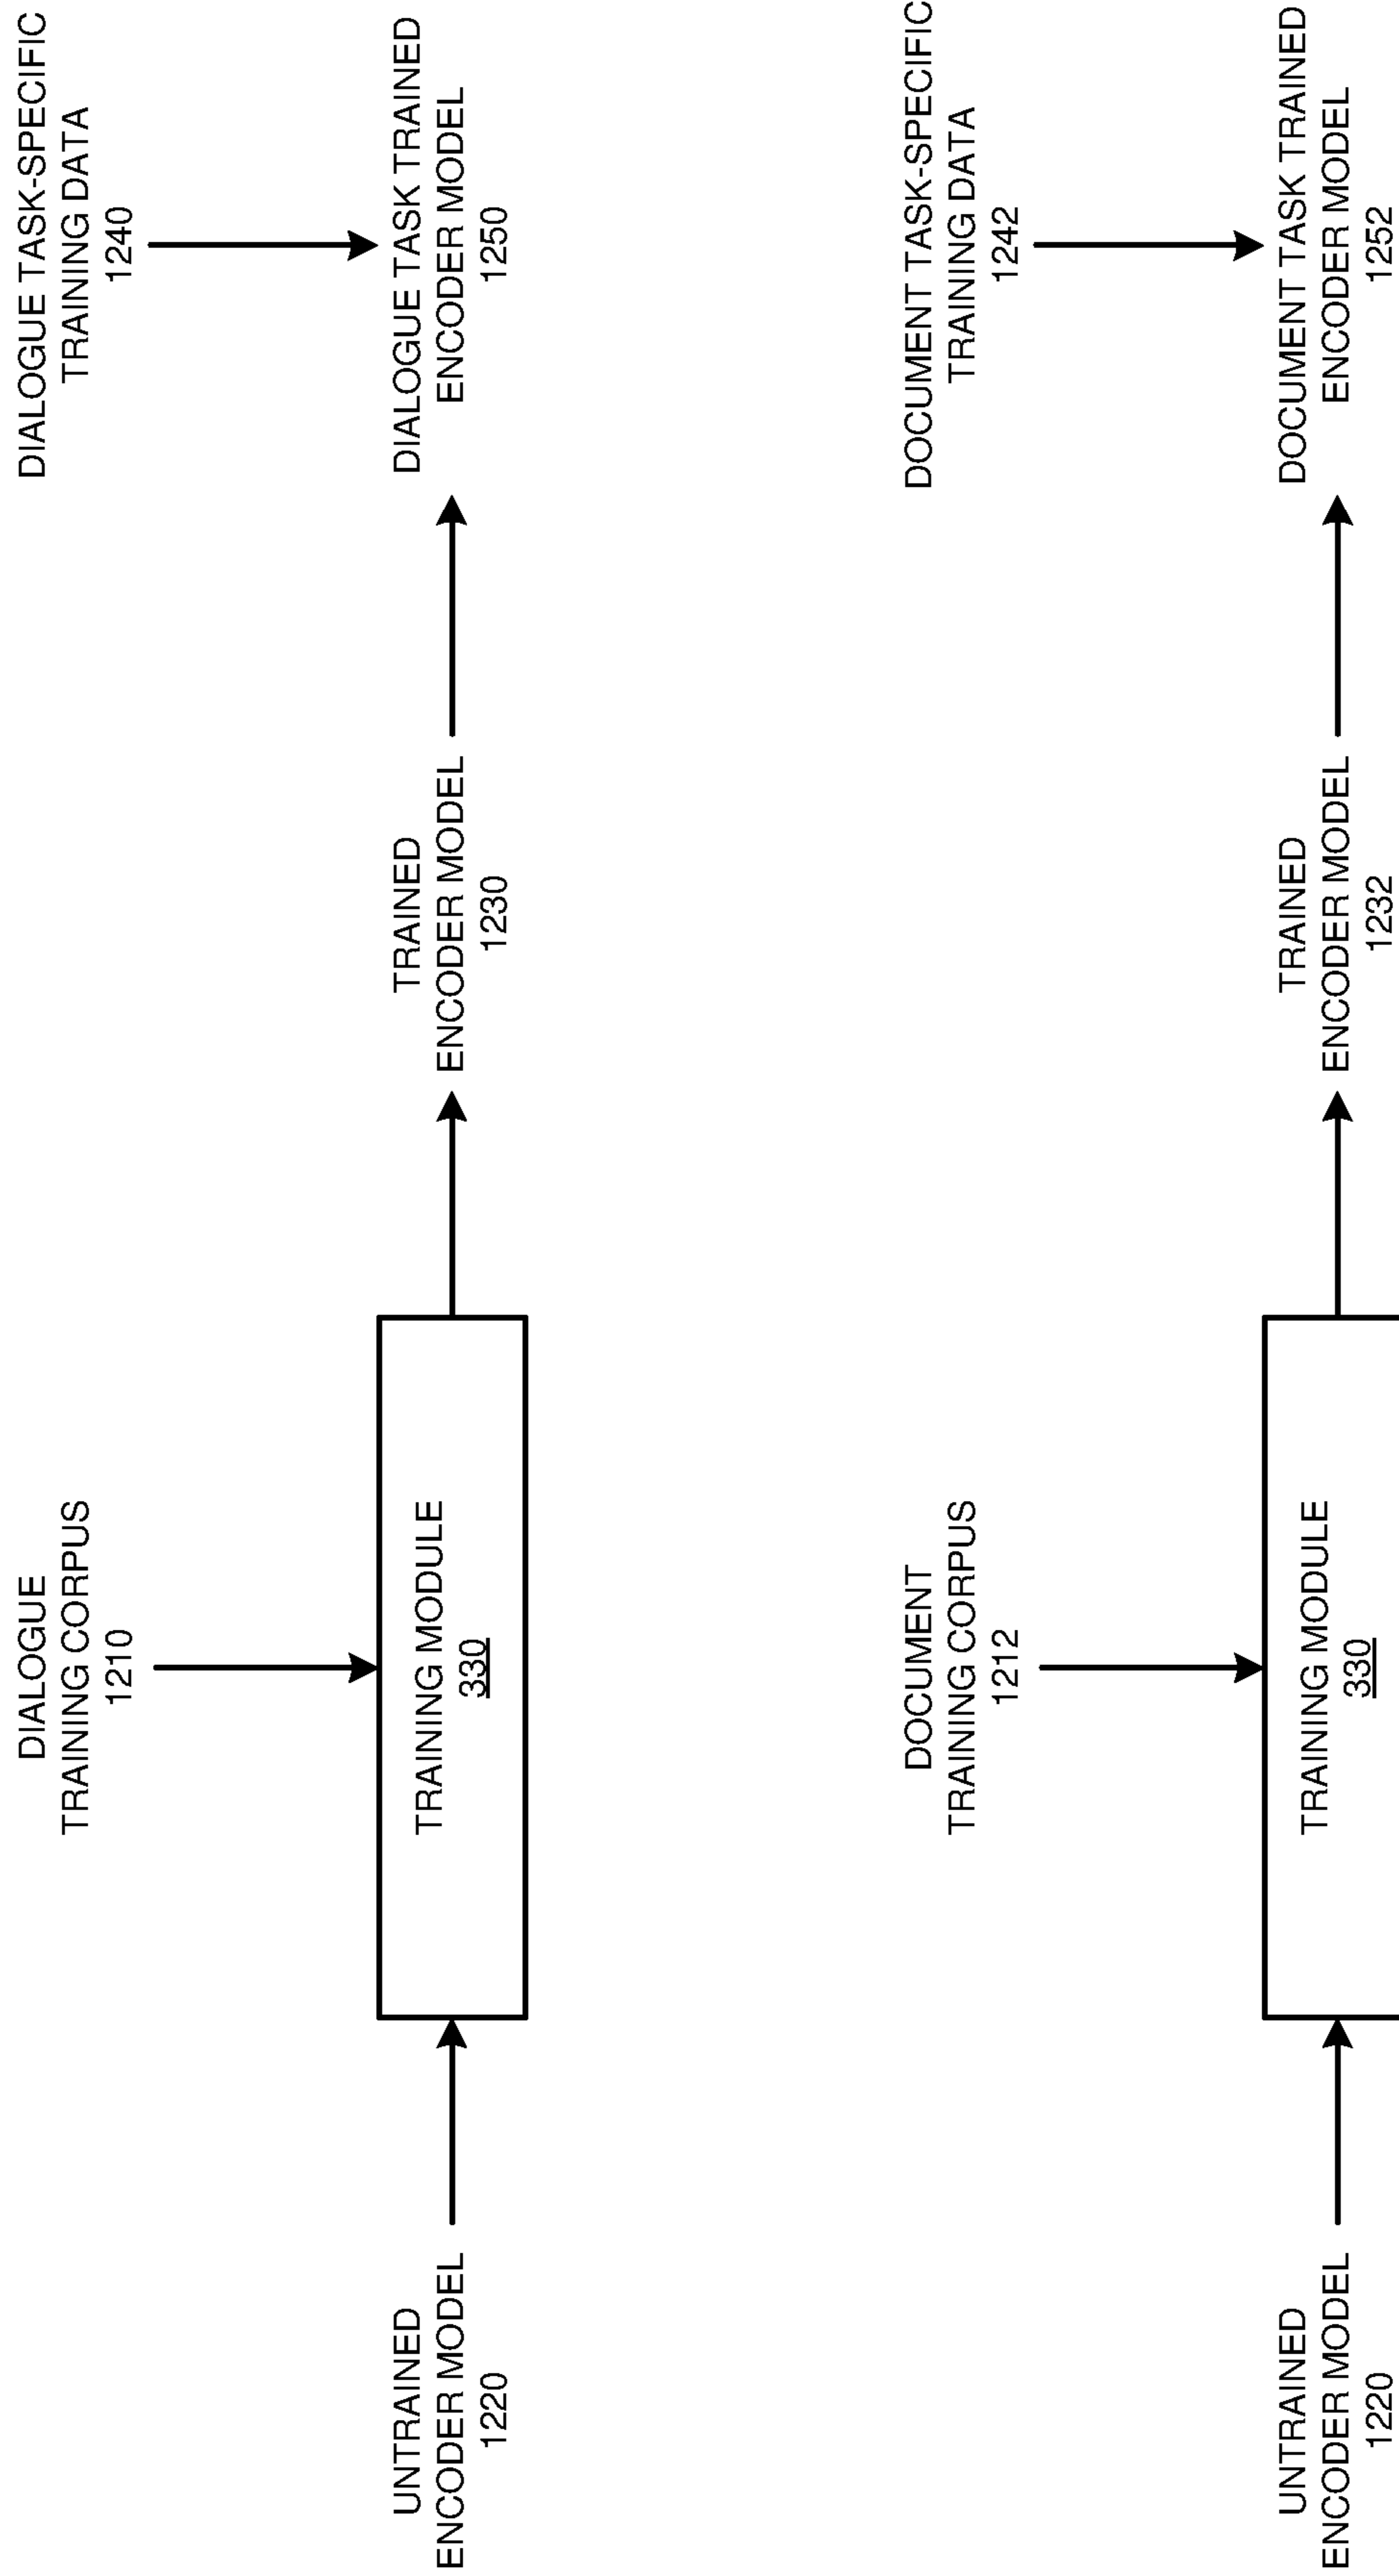 DIALOGUE
TRAINING CORPUS
1210
DIALOGUE TASK-SPECIFIC
TRAINING DATA
1240
UNTRAINED
ENCODER MODEL
1220
TRAINING MODULE
330
TRAINED
ENCODER MODEL
1230
DIALOGUE TASK TRAINED
ENCODER MODEL
1250
DOCUMENT
TRAINING CORPUS
1212
DOCUMENT TASK-SPECIFIC
TRAINING DATA
1242
UNTRAINED
ENCODER MODEL
1220
TRAINING MODULE
330
TRAINED
ENCODER MODEL
1232
DOCUMENT TASK TRAINED
ENCODER MODEL
1252